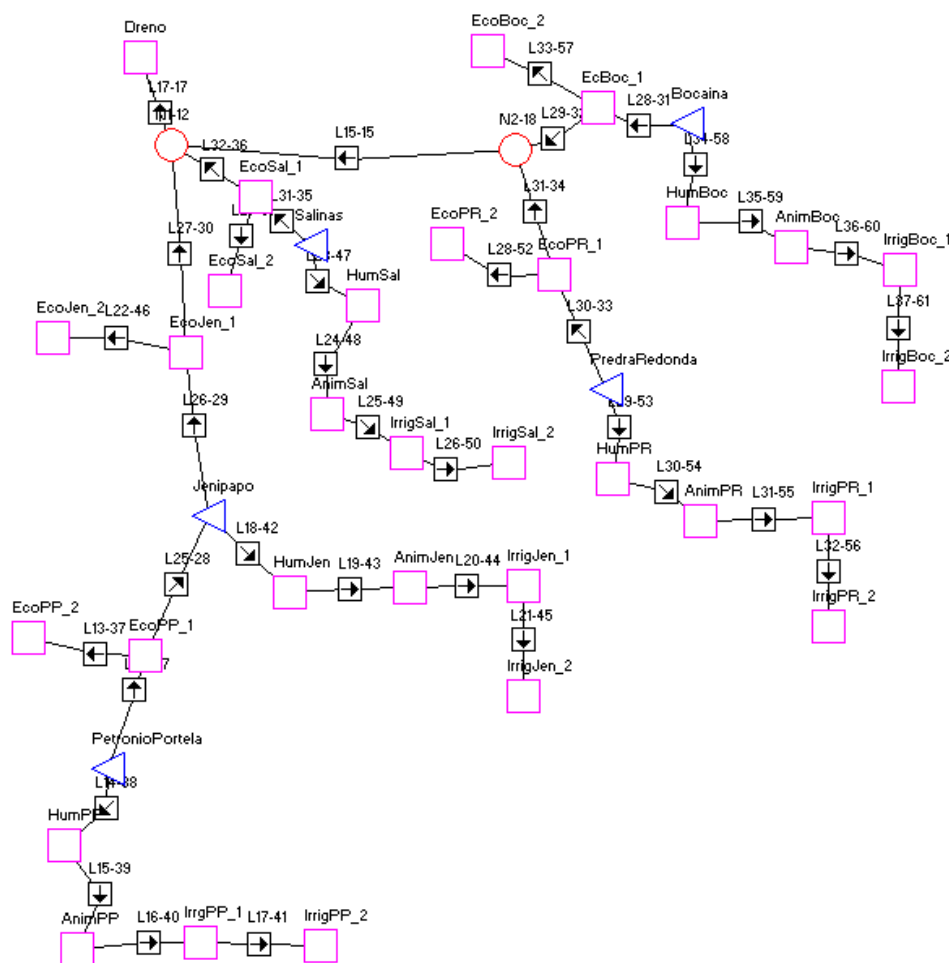 Dreno
EcoBoc_2
L33-57
EcBoc_1
L17-17
L28-31
Bocaina
N2-18
L32-36
L15-15
EcoSal_1
L31-35
L31-34
HumBoc
L35-59
AnimBoc
L36-60
IrrigBoc_1
EcoPR_2
Salinas
L27-30
EcoSal_2
HumSal
L28-52
EcoPR_1
L37-61
EcoJen_2
L22-46
EcoJen_1
L30-33
L24-48
IrrigBoc_2
PredraRedonda
AnimSal
L26-29
L25-49
IrrigSal_1
L26-50
IrrigSal_2
HumPR
L30-54
AnimPR
L31-55
IrrigPR_1
Jenipapo
L18-42
L32-56
L25-28
HumJen
L19-43
AnimJen
L20-44
IrrigJen_1
IrrigPR_2
EcoPP_2
L13-37
EcoPP_1
L21-45
IrrigJen_2
PetronioPortela
HumPP
L15-39
AnimPP
L16-40
IrrgPP_1
L17-41
IrrigPP_2